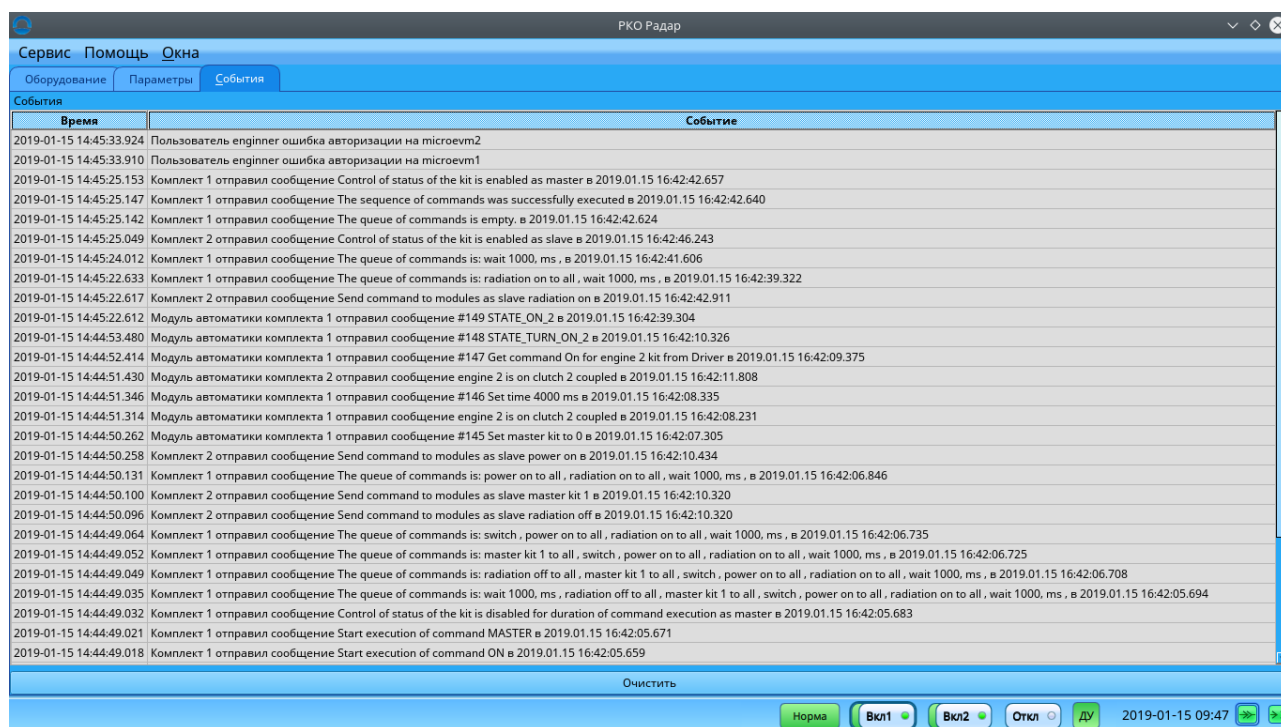 РКО Радар
Сервис Помощь Окна
Оборудование Параметры События
События
Время Событие
2019-01-15 14:45:33.924 Пользователь enginner ошибка авторизации на microevm2
2019-01-15 14:45:33.910 Пользователь enginner ошибка авторизации на microevm1
2019-01-15 14:45:25.153 Комплект 1 отправил сообщение Control of status of the kit is enabled as master в 2019.01.15 16:42:42.657
2019-01-15 14:45:25.147 Комплект 1 отправил сообщение The sequence of commands was successfully executed в 2019.01.15 16:42:42.640
2019-01-15 14:45:25.142 Комплект 1 отправил сообщение The queue of commands is empty. в 2019.01.15 16:42:42.624
2019-01-15 14:45:25.049 Комплект 2 отправил сообщение Control of status of the kit is enabled as slave в 2019.01.15 16:42:46.243
2019-01-15 14:45:24.012 Комплект 1 отправил сообщение The queue of commands is: wait 1000, ms , в 2019.01.15 16:42:41.606
2019-01-15 14:45:22.633 Комплект 1 отправил сообщение The queue of commands is: radiation on to all , wait 1000, ms , в 2019.01.15 16:42:39.322
2019-01-15 14:45:22.617 Комплект 2 отправил сообщение Send command to modules as slave radiation on в 2019.01.15 16:42:42.911
2019-01-15 14:45:22.612 Модуль автоматики комплекта 1 отправил сообщение #149 STATE_ON_2 в 2019.01.15 16:42:39.304
2019-01-15 14:44:53.480 Модуль автоматики комплекта 1 отправил сообщение #148 STATE_TURN_ON_2 в 2019.01.15 16:42:10.326
2019-01-15 14:44:52.414 Модуль автоматики комплекта 1 отправил сообщение #147 Get command On for engine 2 kit from Driver в 2019.01.15 16:42:09.375
2019-01-15 14:44:51.430 Модуль автоматики комплекта 2 отправил сообщение engine 2 is on clutch 2 coupled в 2019.01.15 16:42:11.808
2019-01-15 14:44:51.346 Модуль автоматики комплекта 1 отправил сообщение #146 Set time 4000 ms в 2019.01.15 16:42:08.335
2019-01-15 14:44:51.314 Модуль автоматики комплекта 1 отправил сообщение engine 2 is on clutch 2 coupled в 2019.01.15 16:42:08.231
2019-01-15 14:44:50.262 Модуль автоматики комплекта 1 отправил сообщение #145 Set master kit to 0 в 2019.01.15 16:42:07.305
2019-01-15 14:44:50.258 Комплект 2 отправил сообщение Send command to modules as slave power on в 2019.01.15 16:42:10.434
2019-01-15 14:44:50.131 Комплект 1 отправил сообщение The queue of commands is: power on to all , radiation on to all , wait 1000, ms , в 2019.01.15 16:42:06.846
2019-01-15 14:44:50.100 Комплект 2 отправил сообщение Send command to modules as slave master kit 1 в 2019.01.15 16:42:10.320
2019-01-15 14:44:50.096 Комплект 2 отправил сообщение Send command to modules as slave radiation off в 2019.01.15 16:42:10.320
2019-01-15 14:44:49.064 Комплект 1 отправил сообщение The queue of commands is: switch , power on to all , radiation on to all , wait 1000, ms , в 2019.01.15 16:42:06.735
2019-01-15 14:44:49.052 Комплект 1 отправил сообщение The queue of commands is: master kit 1 to all , switch , power on to all , radiation on to all , wait 1000, ms , в 2019.01.15 16:42:06.725
2019-01-15 14:44:49.049 Комплект 1 отправил сообщение The queue of commands is: radiation off to all , master kit 1 to all , switch , power on to all , radiation on to all , wait 1000, ms , в 2019.01.15 16:42:06.708
2019-01-15 14:44:49.035 Комплект 1 отправил сообщение The queue of commands is: wait 1000, ms , radiation off to all , master kit 1 to all , switch , power on to all , radiation on to all , wait 1000, ms , в 2019.01.15 16:42:05.694
2019-01-15 14:44:49.032 Комплект 1 отправил сообщение Control of status of the kit is disabled for duration of command execution as master в 2019.01.15 16:42:05.683
2019-01-15 14:44:49.021 Комплект 1 отправил сообщение Start execution of command MASTER в 2019.01.15 16:42:05.671
2019-01-15 14:44:49.018 Комплект 1 отправил сообщение Start execution of command ON в 2019.01.15 16:42:05.659
Очистить
Норма Вкл1 Вкл2 Откл ДУ 2019-01-15 09:47